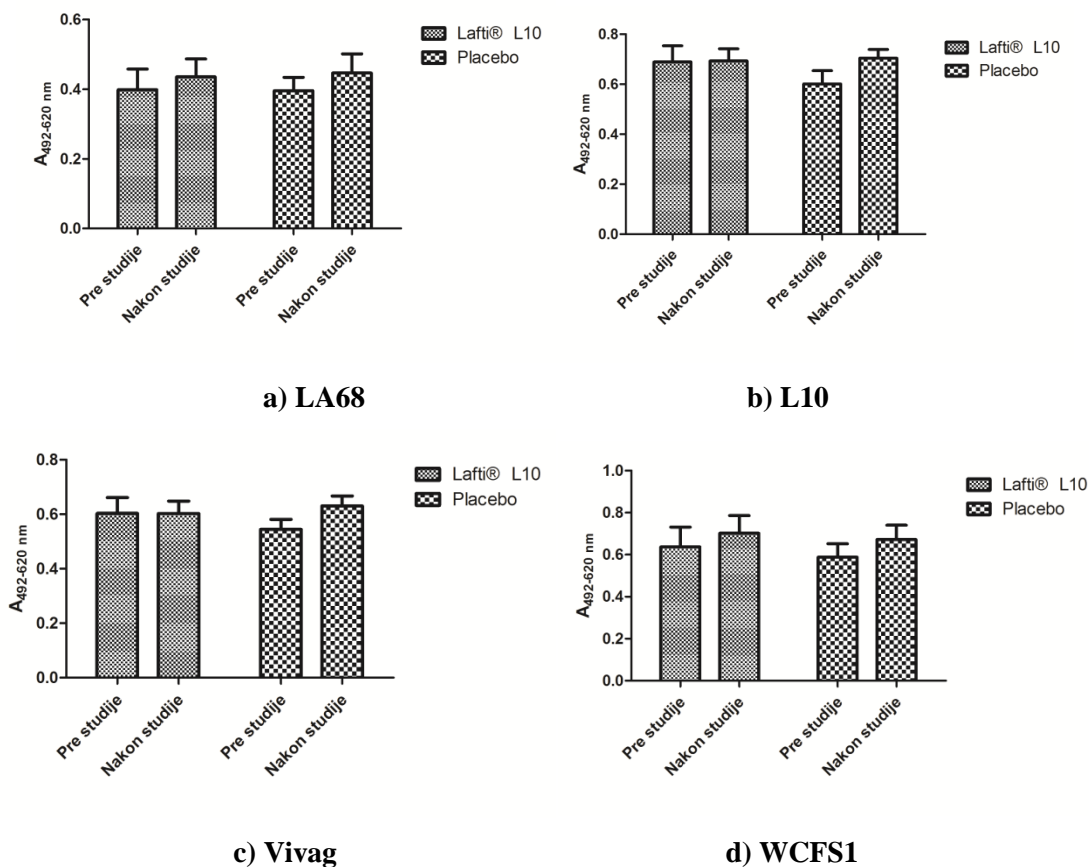 0.6
0.4
0.2
0.0
A492-620 nm
Pre studije
Nakon studije
Pre studije
Nakon studije
Lafti® L10
Placebo
a) LA68
0.8
0.6
0.4
0.2
0.0
A492-620 nm
Pre studije
Nakon studije
Pre studije
Nakon studije
Lafti® L10
Placebo
b) L10
0.8
0.6
0.4
0.2
0.0
A492-620 nm
Pre studije
Nakon studije
Pre studije
Nakon studije
Lafti® L10
Placebo
c) Vivag
1.0
0.8
0.6
0.4
0.2
0.0
A492-620 nm
Pre studije
Nakon studije
Pre studije
Nakon studije
Lafti® L10
Placebo
d) WCFS1